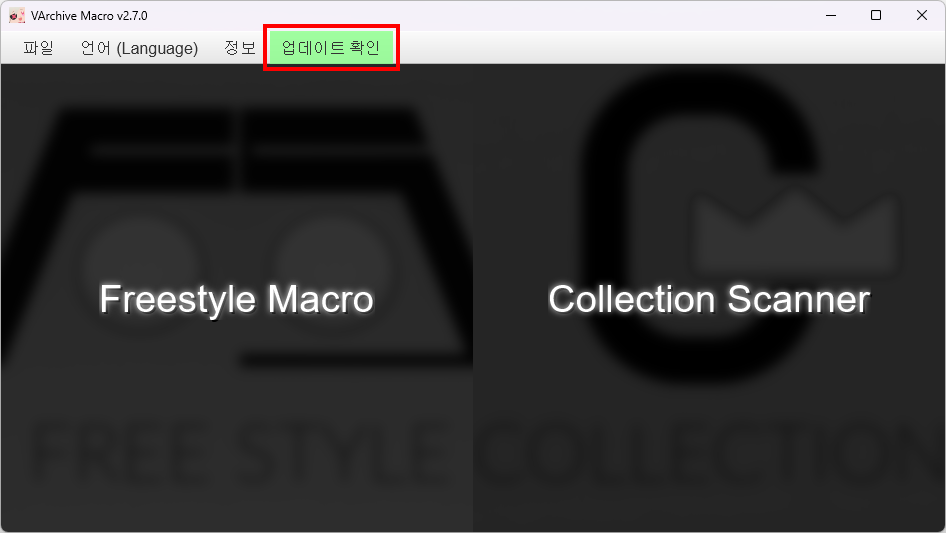 VArchive Macro v2.7.0
파일 언어 (Language) 정보 업데이트 확인
Freestyle Macro
Collection Scanner
FREE STYLE
COLLECTION